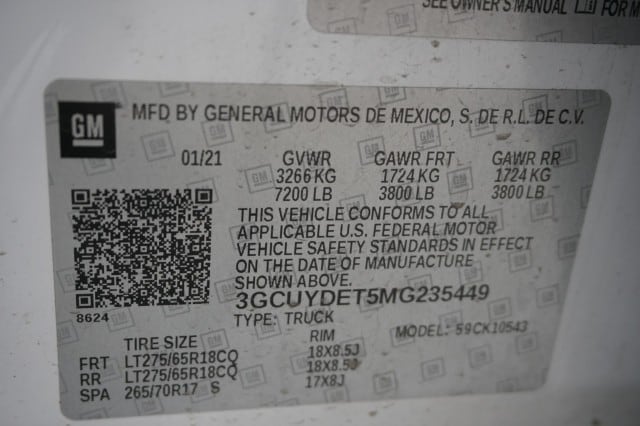 SEE OWNER'S MANUAL FOR M
GM
MFD BY GENERAL MOTORS DE MEXICO, S. DE R.L. DE C.V.
01/21 GVWR GAWR FRT GAWR RR
3266 KG 1724 KG 1724 KG
7200 LB 3800 LB 3800 LB
THIS VEHICLE CONFORMS TO ALL
APPLICABLE U.S. FEDERAL MOTOR
VEHICLE SAFETY STANDARDS IN EFFECT
ON THE DATE OF MANUFACTURE
SHOWN ABOVE.
3GCUYDET5MG235449
8624 TYPE: TRUCK MODEL: 59CK10543
TIRE SIZE RIM
FRT LT275/65R18CQ 18X8.5J
RR LT275/65R18CQ 18X8.5J
SPA 265/70R17 S 17X8J